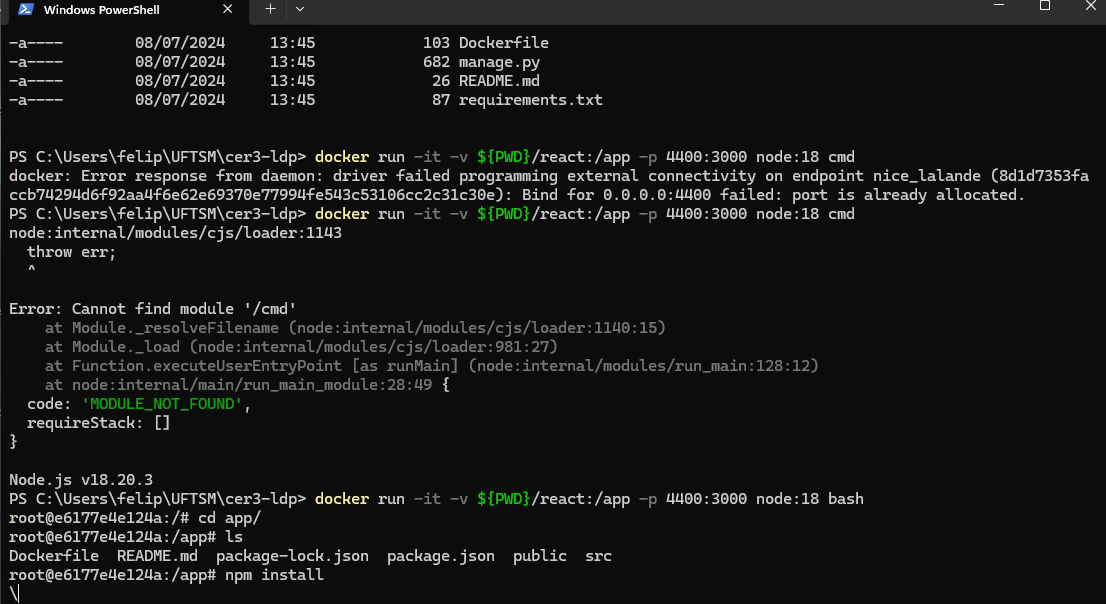 Windows PowerShell
-a---- 08/07/2024 13:45 103 Dockerfile
-a---- 08/07/2024 13:45 682 manage.py
-a---- 08/07/2024 13:45 26 README.md
-a---- 08/07/2024 13:45 87 requirements.txt
PS C:\Users\felip\UFTSM\cer3-ldp> docker run -it -v ${PWD}/react:/app -p 4400:3000 node:18 cmd
docker: Error response from daemon: driver failed programming external connectivity on endpoint nice_lalande (8d1d7353fa
ccb74294d6f92aa4f6e62e69370e77994fe543c53106cc2c31c30e): Bind for 0.0.0.0:4400 failed: port is already allocated.
PS C:\Users\felip\UFTSM\cer3-ldp> docker run -it -v ${PWD}/react:/app -p 4400:3000 node:18 cmd
node:internal/modules/cjs/loader:1143
  throw err;
  ^
Error: Cannot find module '/cmd'
    at Module._resolveFilename (node:internal/modules/cjs/loader:1140:15)
    at Module._load (node:internal/modules/cjs/loader:981:27)
    at Function.executeUserEntryPoint [as runMain] (node:internal/modules/run_main:128:12)
    at node:internal/main/run_main_module:28:49 {
  code: 'MODULE_NOT_FOUND',
  requireStack: []
}
Node.js v18.20.3
PS C:\Users\felip\UFTSM\cer3-ldp> docker run -it -v ${PWD}/react:/app -p 4400:3000 node:18 bash
root@e6177e4e124a:/# cd app/
root@e6177e4e124a:/app# ls
Dockerfile  README.md  package-lock.json  package.json  public  src
root@e6177e4e124a:/app# npm install
\